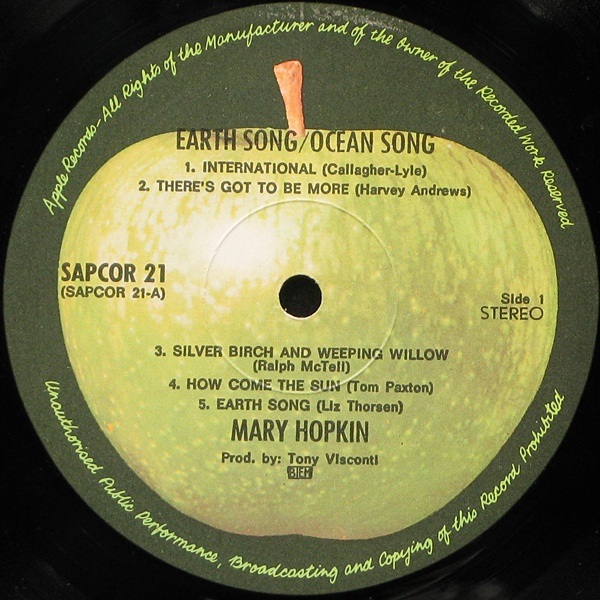 Apple Records-All Rights of the Manufacturer and of the Owner of the Recorded Work Reserved
EARTH SONG/OCEAN SONG
1. INTERNATIONAL (Callagher-Lyle)
2. THERE'S GOT TO BE MORE (Harvey Andrews)
SAPCOR 21
(SAPCOR 21-A)
Side 1
STEREO
3. SILVER BIRCH AND WEEPING WILLOW
(Ralph McTell)
4. HOW COME THE SUN (Tom Paxton)
5. EARTH SONG (Liz Thorsen)
MARY HOPKIN
Prod. by: Tony Visconti
BIEM
Unauthorised Public Performance, Broadcasting and Copying of this Record Prohibited